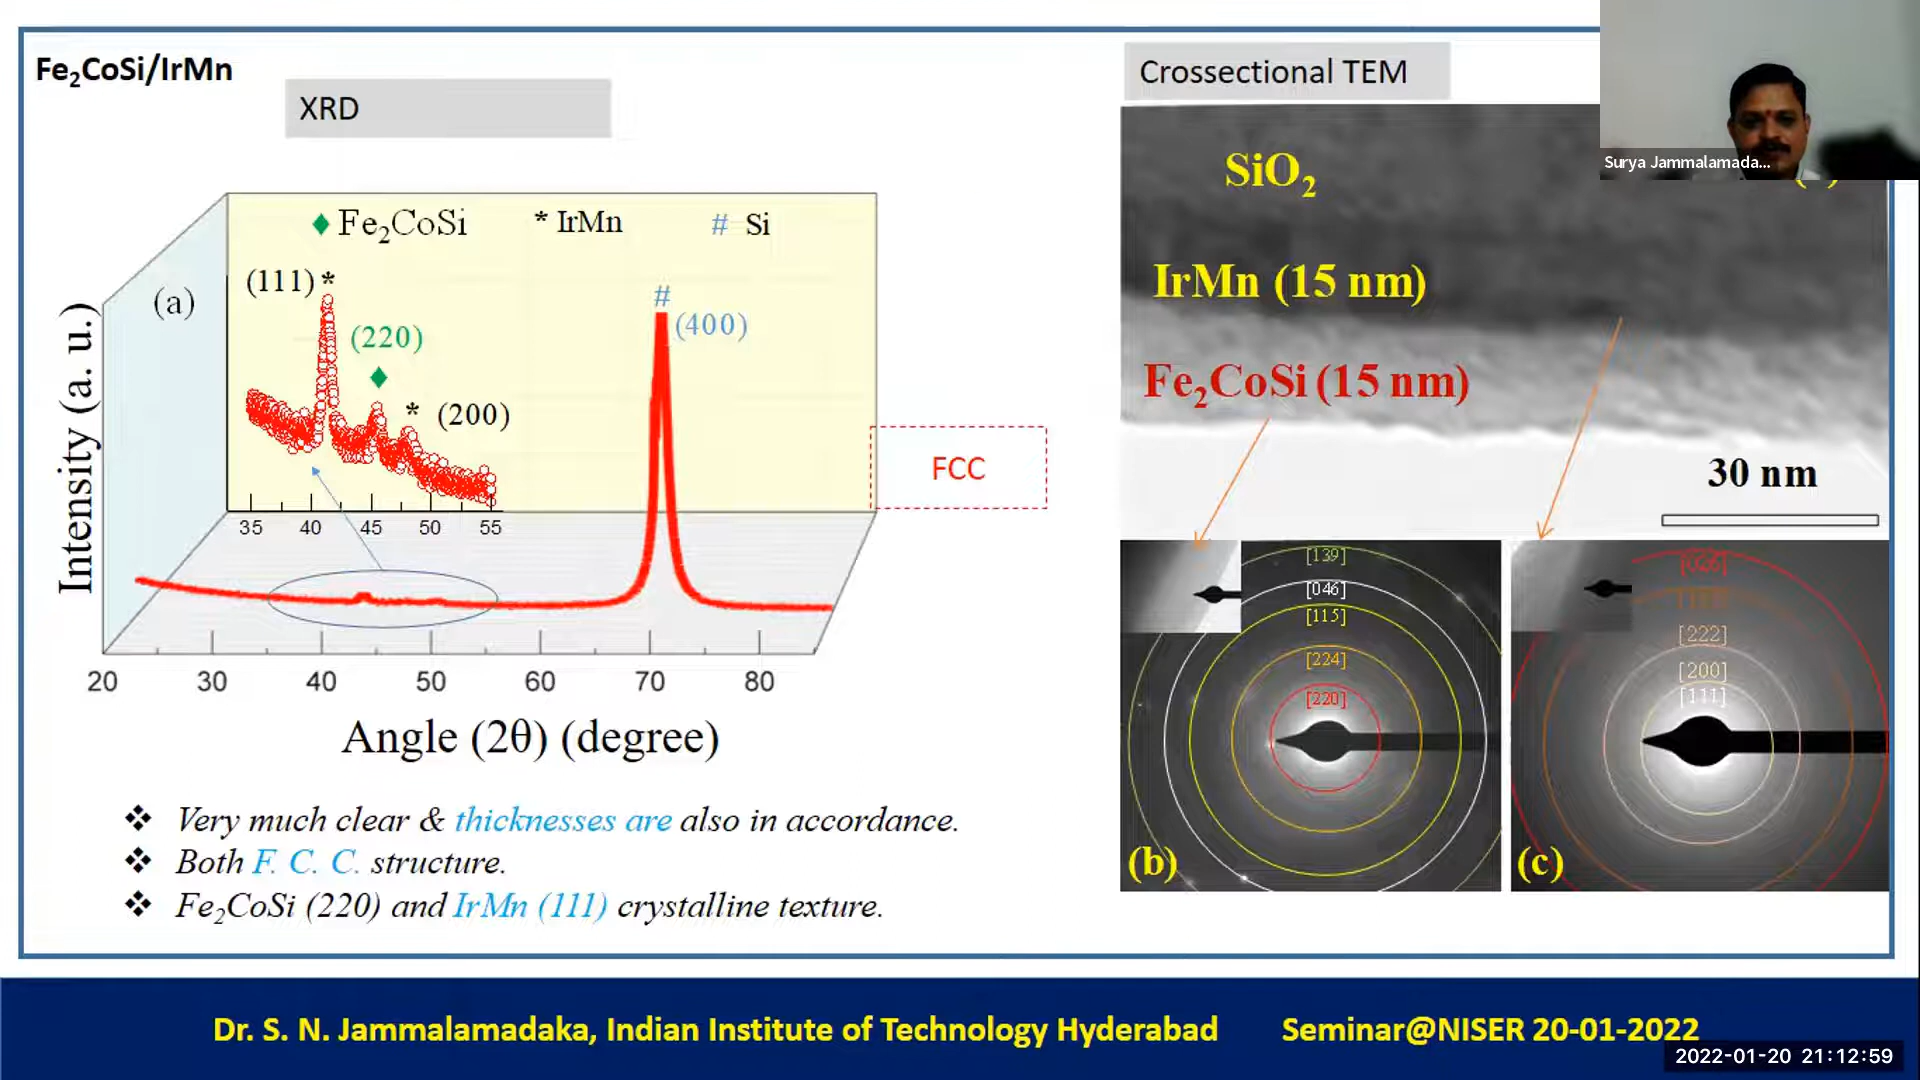 Fe₂CoSi/IrMn
XRD
◆ Fe₂CoSi * IrMn # Si
(111) *
(a)
(220)
◆
* (200)
#
(400)
35 40 45 50 55
Intensity (a. u.)
20 30 40 50 60 70 80
Angle (2θ) (degree)
FCC
❖ Very much clear & thicknesses are also in accordance.
❖ Both F. C. C. structure.
❖ Fe₂CoSi (220) and IrMn (111) crystalline texture.
Crossectional TEM
SiO₂
IrMn (15 nm)
Fe₂CoSi (15 nm)
30 nm
[139]
[046]
[115]
[224]
[220]
(b)
[222]
[200]
[111]
(c)
Surya Jammalamada...
Dr. S. N. Jammalamadaka, Indian Institute of Technology Hyderabad Seminar@NISER 20-01-2022
2022-01-20 21:12:59